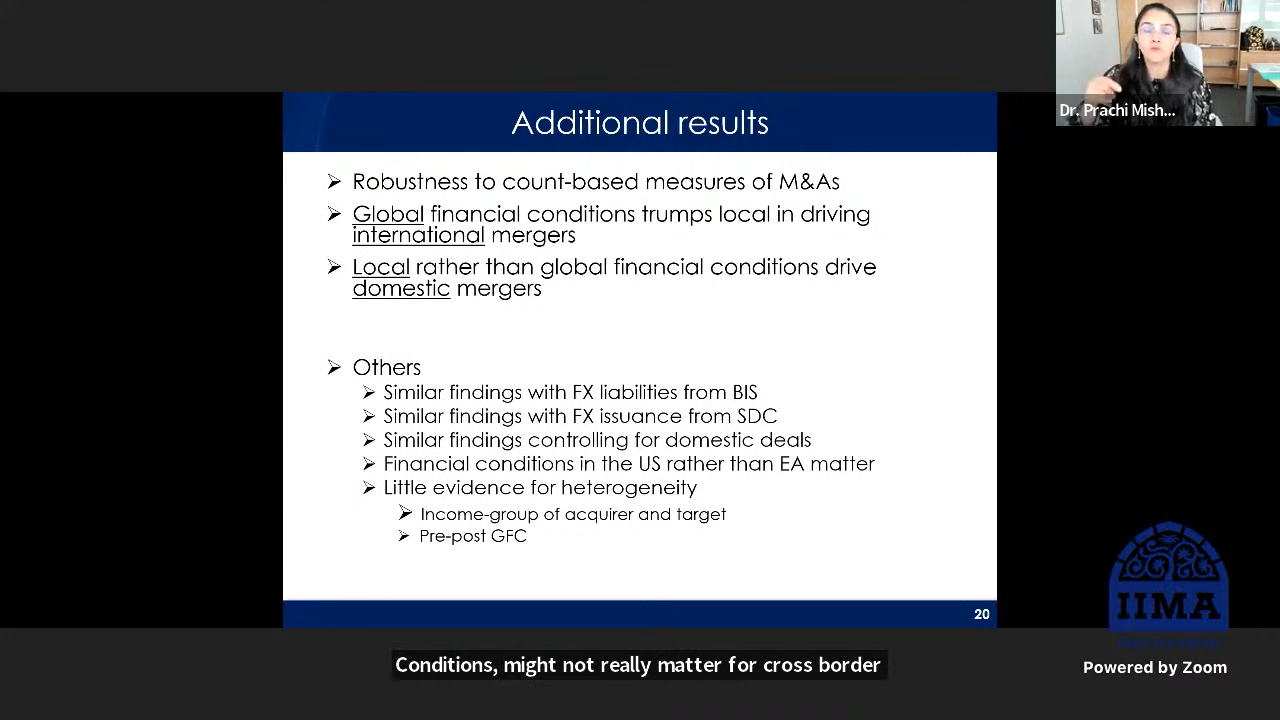 Dr. Prachi Mish...
Additional results
Robustness to count-based measures of M&As
Global financial conditions trumps local in driving
international mergers
Local rather than global financial conditions drive
domestic mergers
Others
Similar findings with FX liabilities from BIS
Similar findings with FX issuance from SDC
Similar findings controlling for domestic deals
Financial conditions in the US rather than EA matter
Little evidence for heterogeneity
Income-group of acquirer and target
Pre-post GFC
20
IIMA
Conditions, might not really matter for cross border
Powered by Zoom